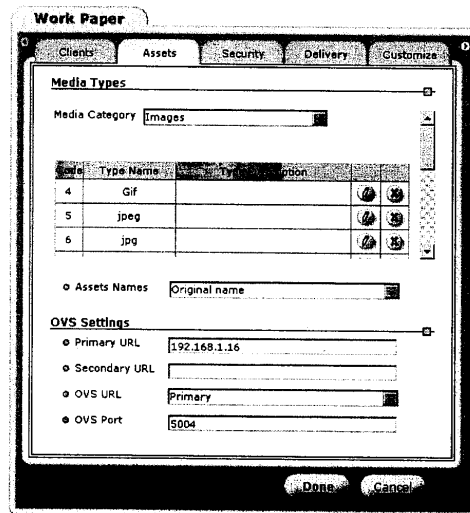 Work Paper
Clients Assets Security Delivery Customize
Media Types
Media Category Images
Code Type Name
4 Gif
5 jpeg
6 jpg
Assets Names Original name
OVS Settings
Primary URL 192.168.1.16
Secondary URL
OVS URL Primary
OVS Port 5004
Done Cancel